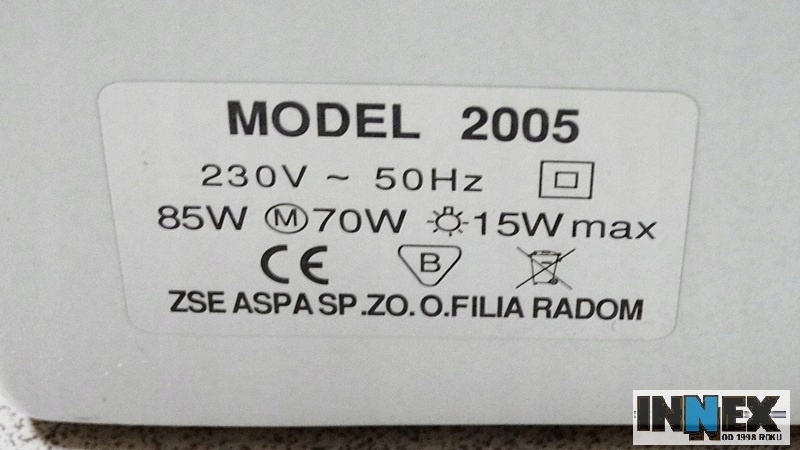 MODEL 2005
230V ~ 50Hz
85W M 70W 15W max
CE B
ZSE ASPA SP.ZO.O.FILIA RADOM
INNEX
OD 1998 ROKU